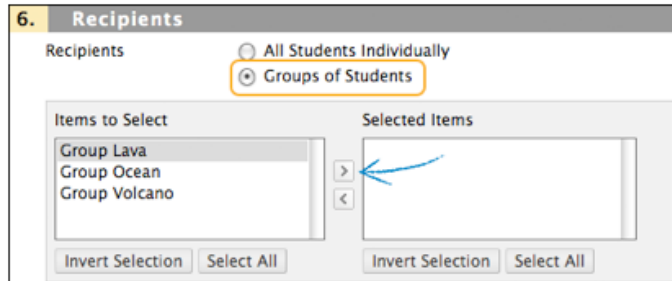 6. Recipients
Recipients All Students Individually
Groups of Students
Items to Select Selected Items
Group Lava
Group Ocean
Group Volcano
>
<
Invert Selection Select All Invert Selection Select All